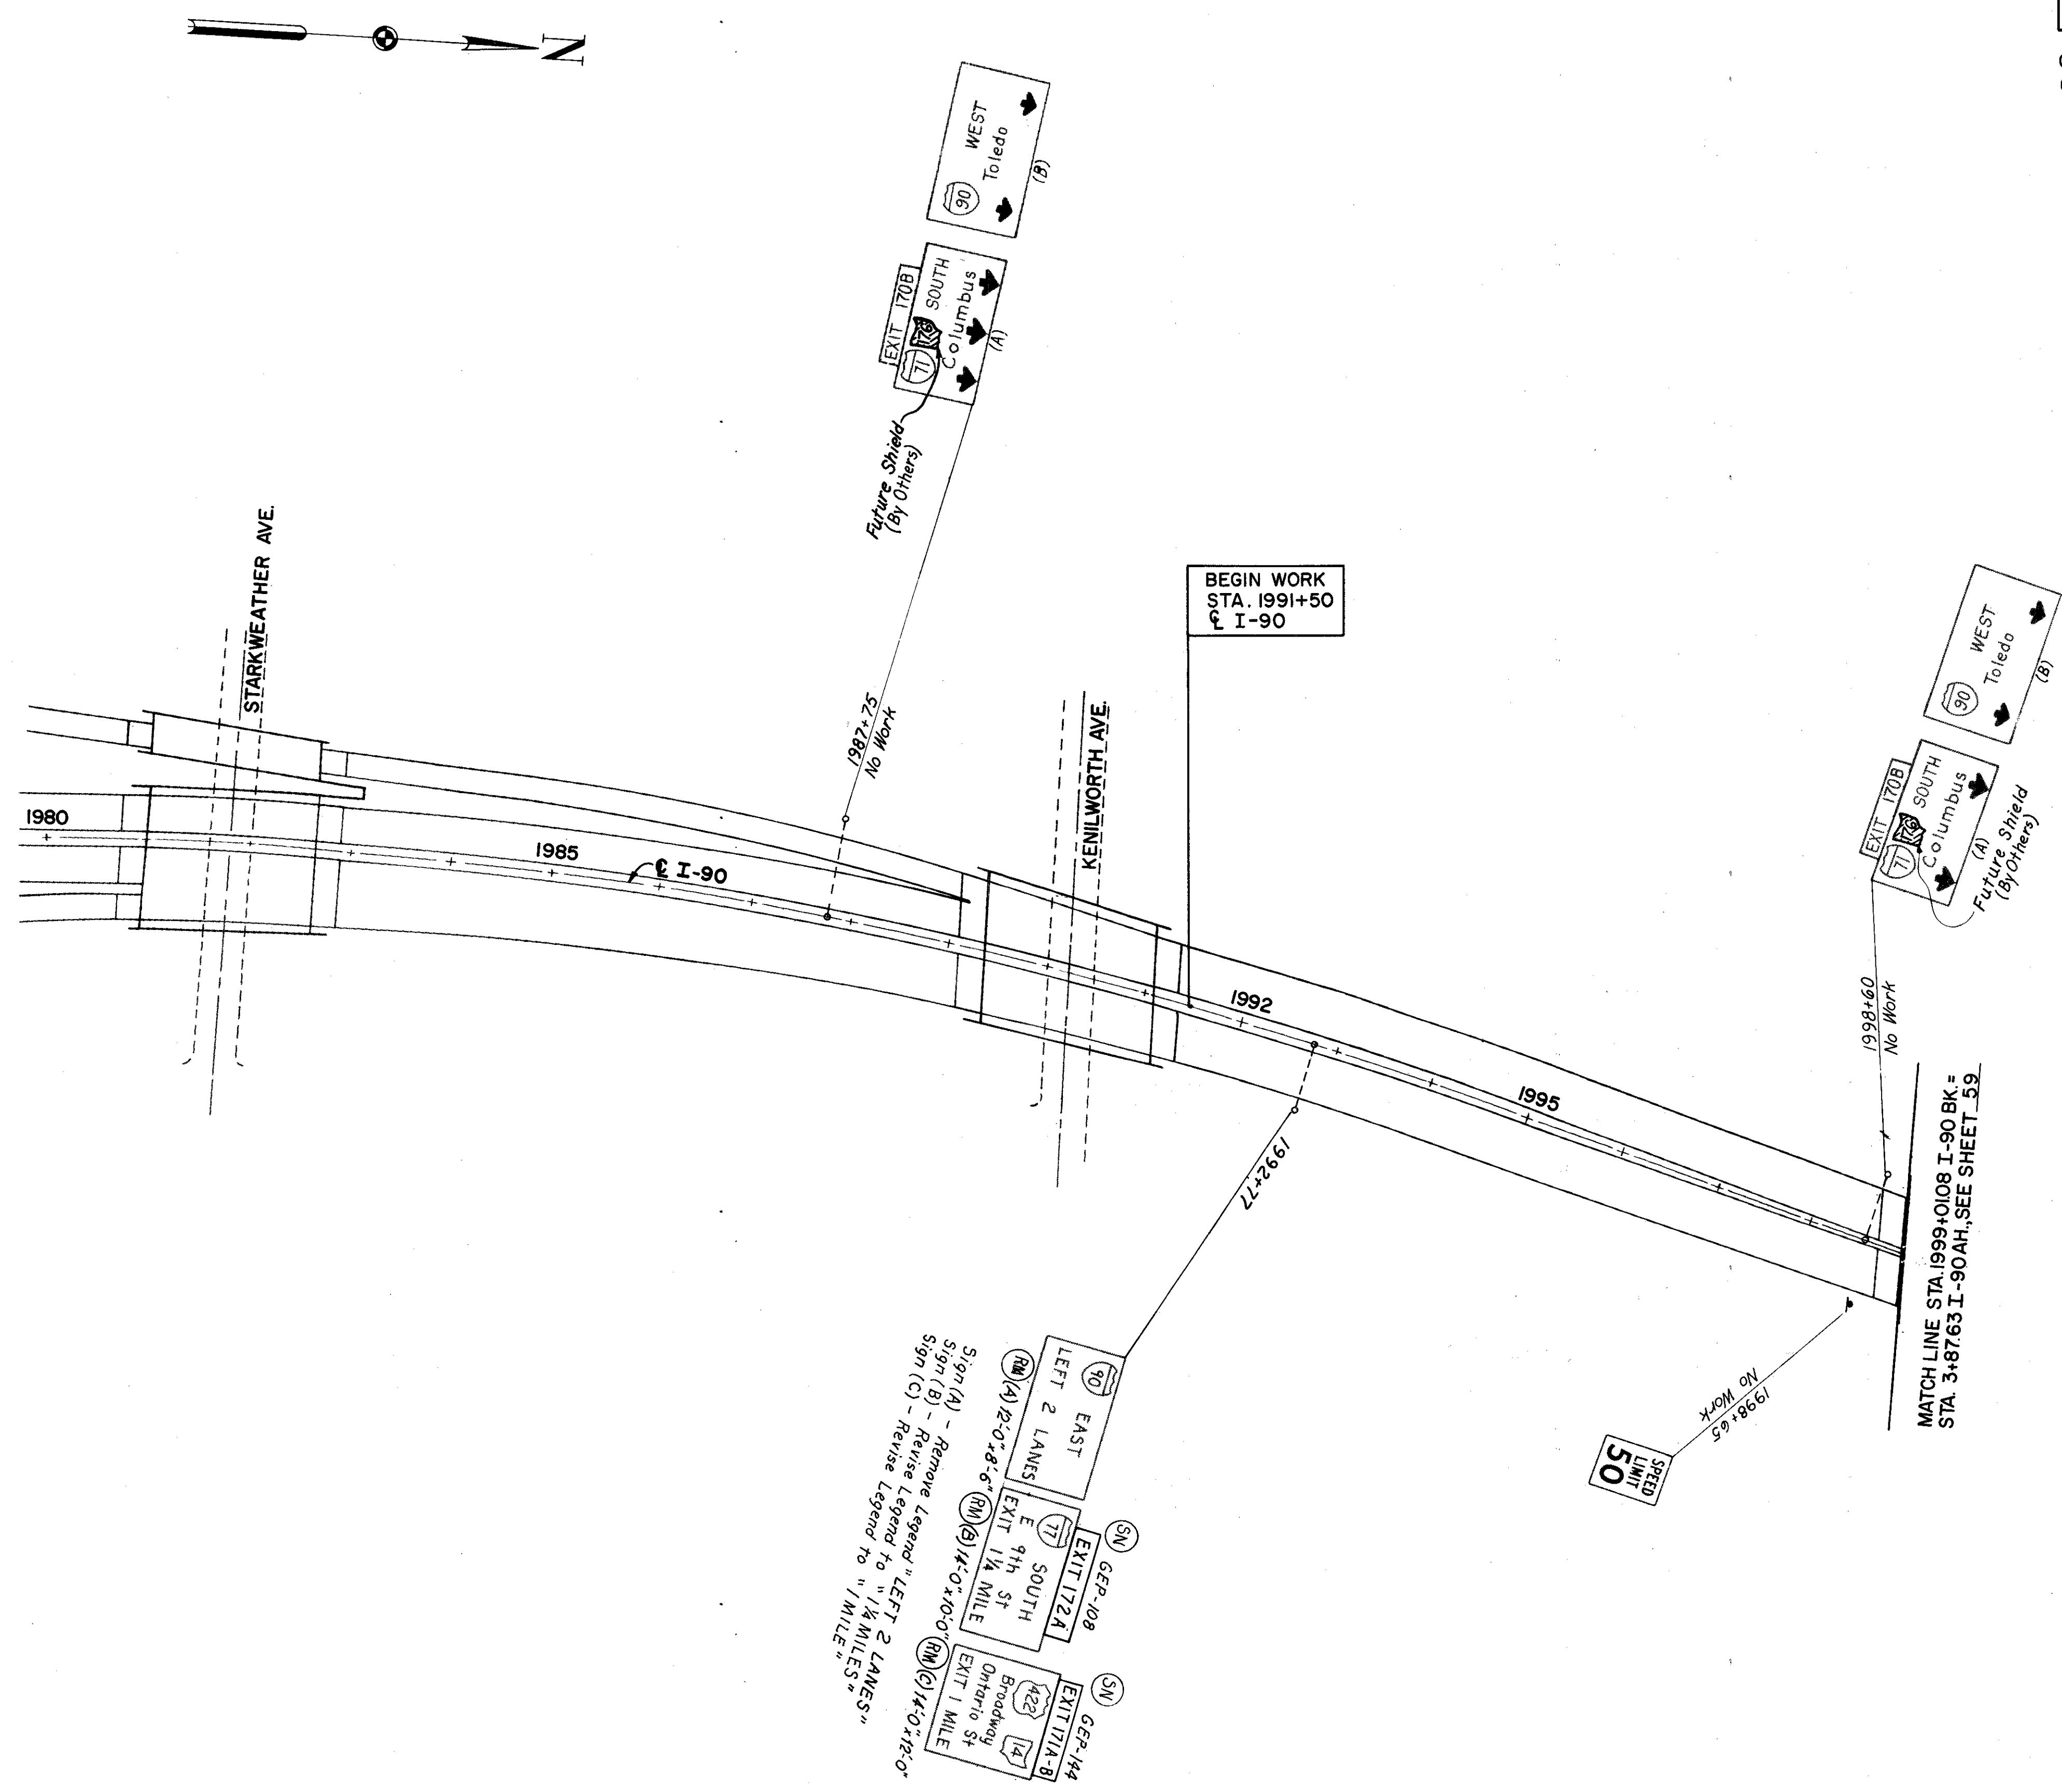 N
WEST
90
Toledo
(B)
EXIT 170B
71 176 SOUTH
Columbus
(A)
Future Shield
(By Others)
1987+75
No Work
STARKWEATHER AVE.
KENILWORTH AVE.
BEGIN WORK
STA. 1991+50
℄ I-90
WEST
90
Toledo
(B)
EXIT 170B
71 176 SOUTH
Columbus
(A)
Future Shield
(By Others)
1998+60
No Work
1980
1985
℄ I-90
1992
1995
MATCH LINE STA. 1999+01.08 I-90 BK.=
STA. 3+87.63 I-90 AH., SEE SHEET 59
1992+77
1998+65
No Work
SPEED
LIMIT
50
90 EAST
LEFT 2 LANES
RM (A) 12'-0"x8'-6"
SN GEP-108
EXIT 172A
77 SOUTH
E 9th St
EXIT 1¼ MILE
RM (B) 14'-0"x10'-0"
SN GEP-144
EXIT 171A-B
422 14
Broadway
Ontario St
EXIT 1 MILE
RM (C) 14'-0"x12'-0"
Sign (A) - Remove Legend "LEFT 2 LANES"
Sign (B) - Revise Legend to "1¼ MILES"
Sign (C) - Revise Legend to "1 MILE"